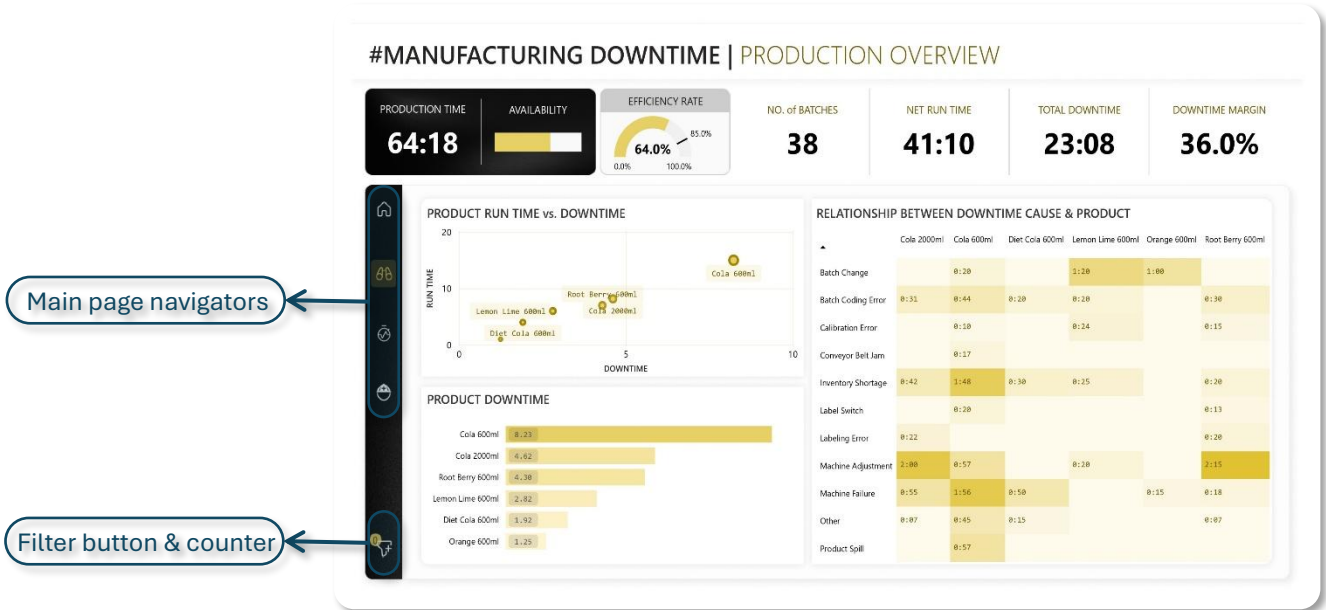 #MANUFACTURING DOWNTIME | PRODUCTION OVERVIEW
PRODUCTION TIME
64:18
AVAILABILITY
EFFICIENCY RATE
85.0%
64.0%
0.0% 100.0%
NO. of BATCHES
38
NET RUN TIME
41:10
TOTAL DOWNTIME
23:08
DOWNTIME MARGIN
36.0%
Main page navigators
Filter button & counter
0
PRODUCT RUN TIME vs. DOWNTIME
20
10
0
RUN TIME
Cola 600ml
Root Berry 600ml
Lemon Lime 600ml
Cola 2000ml
Diet Cola 600ml
0 5 10
DOWNTIME
PRODUCT DOWNTIME
Cola 600ml 8.23
Cola 2000ml 4.62
Root Berry 600ml 4.30
Lemon Lime 600ml 2.82
Diet Cola 600ml 1.92
Orange 600ml 1.25
RELATIONSHIP BETWEEN DOWNTIME CAUSE & PRODUCT
Cola 2000ml Cola 600ml Diet Cola 600ml Lemon Lime 600ml Orange 600ml Root Berry 600ml
Batch Change 0:20 1:20 1:00
Batch Coding Error 0:31 0:44 0:20 0:20 0:30
Calibration Error 0:10 0:24 0:15
Conveyor Belt Jam 0:17
Inventory Shortage 0:42 1:48 0:30 0:25 0:20
Label Switch 0:20 0:13
Labeling Error 0:22 0:20
Machine Adjustment 2:00 0:57 0:20 2:15
Machine Failure 0:55 1:56 0:50 0:15 0:18
Other 0:07 0:45 0:15 0:07
Product Spill 0:57